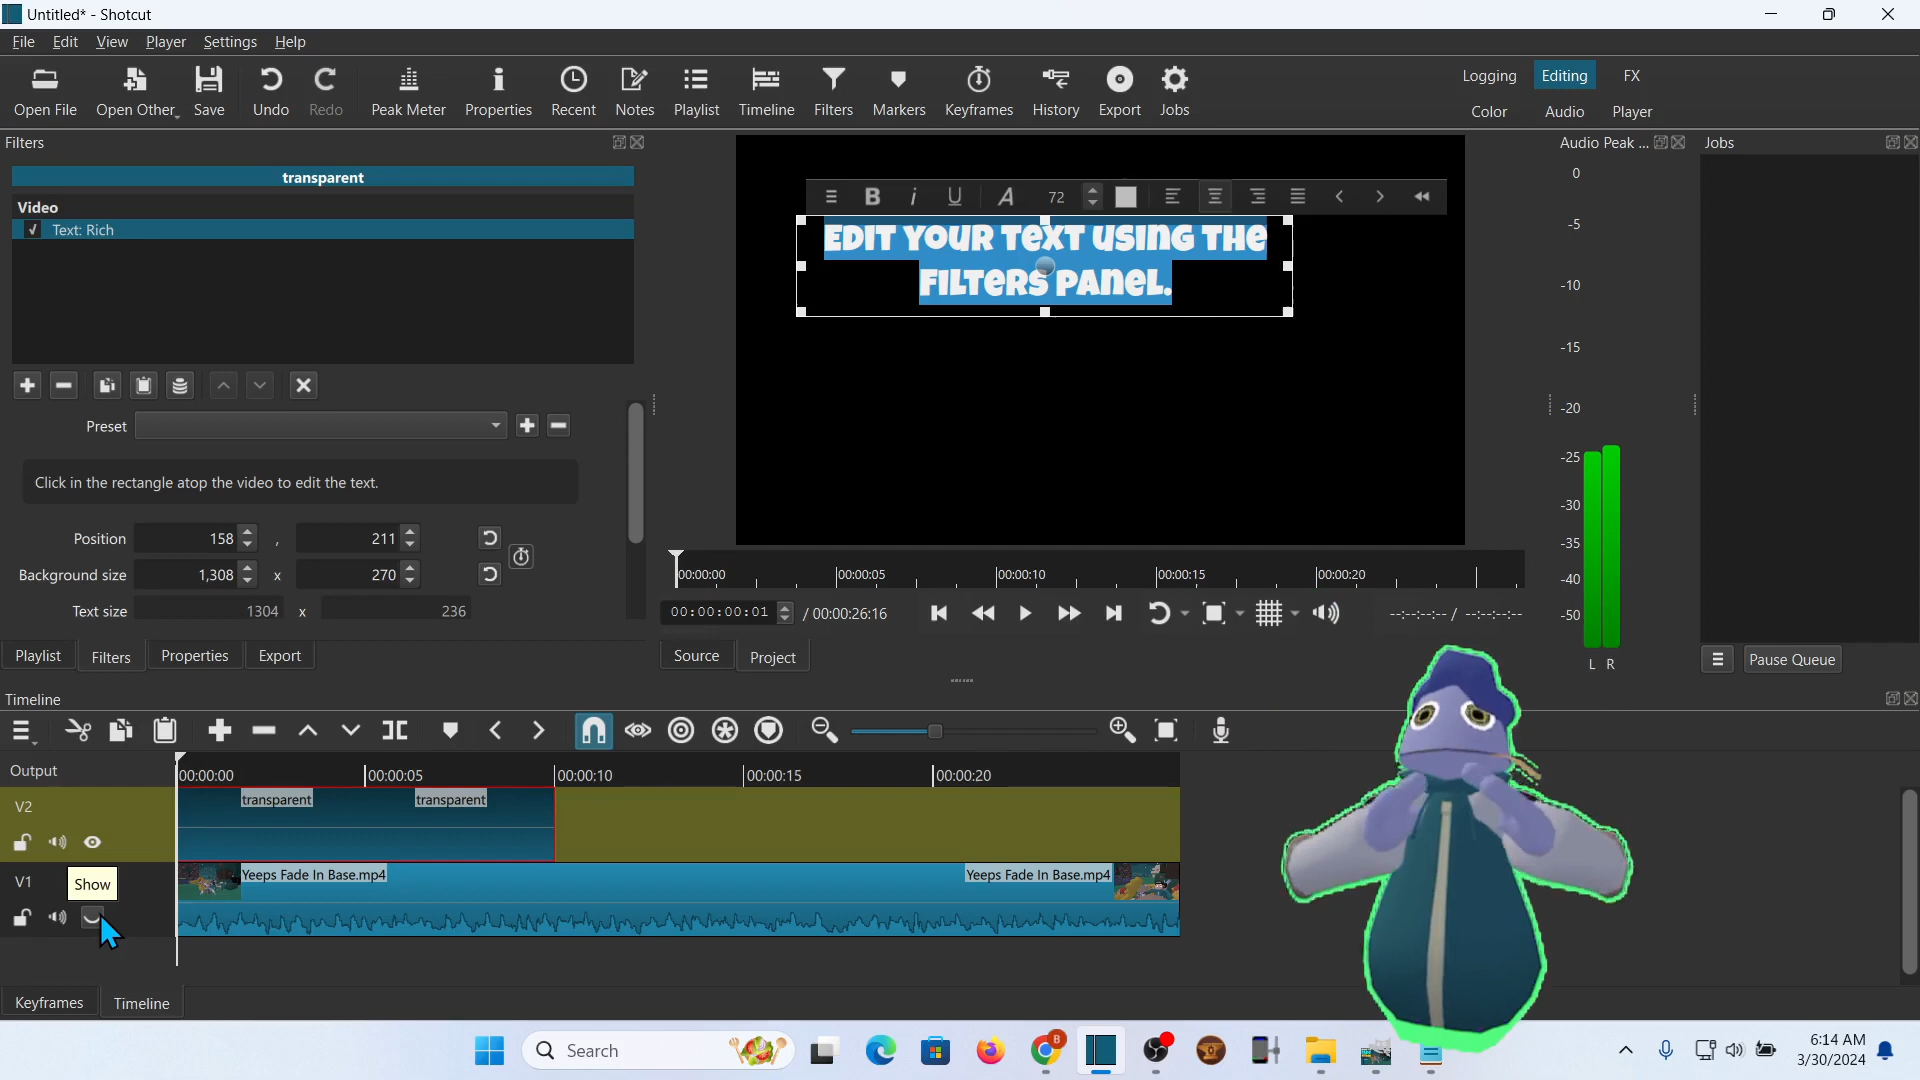 Untitled* - Shotcut
File Edit View Player Settings Help
Open File Open Other... Save Undo Redo Peak Meter Properties Recent Notes Playlist Timeline Filters Markers Keyframes History Export Jobs
Logging Editing FX
Color Audio Player
Filters
Audio Peak ...
Jobs
transparent
Video
Text: Rich
72
EDIT YOUR TEXT USING THE
FILTERS PANEL.
Preset
Click in the rectangle atop the video to edit the text.
Position 158 , 211
Background size 1,308 x 270
Text size 1304 x 236
0
-5
-10
-15
-20
-25
-30
-35
-40
-50
L R
00:00:00 00:00:05 00:00:10 00:00:15 00:00:20
00:00:00:01 / 00:00:26:16
--:--:--:-- / --:--:--:--
Playlist Filters Properties Export
Source Project
Pause Queue
Timeline
Output
00:00:00 00:00:05 00:00:10 00:00:15 00:00:20
V2
transparent transparent
V1
Show
Yeeps Fade In Base.mp4 Yeeps Fade In Base.mp4
Keyframes Timeline
Search
B
6:14 AM
3/30/2024